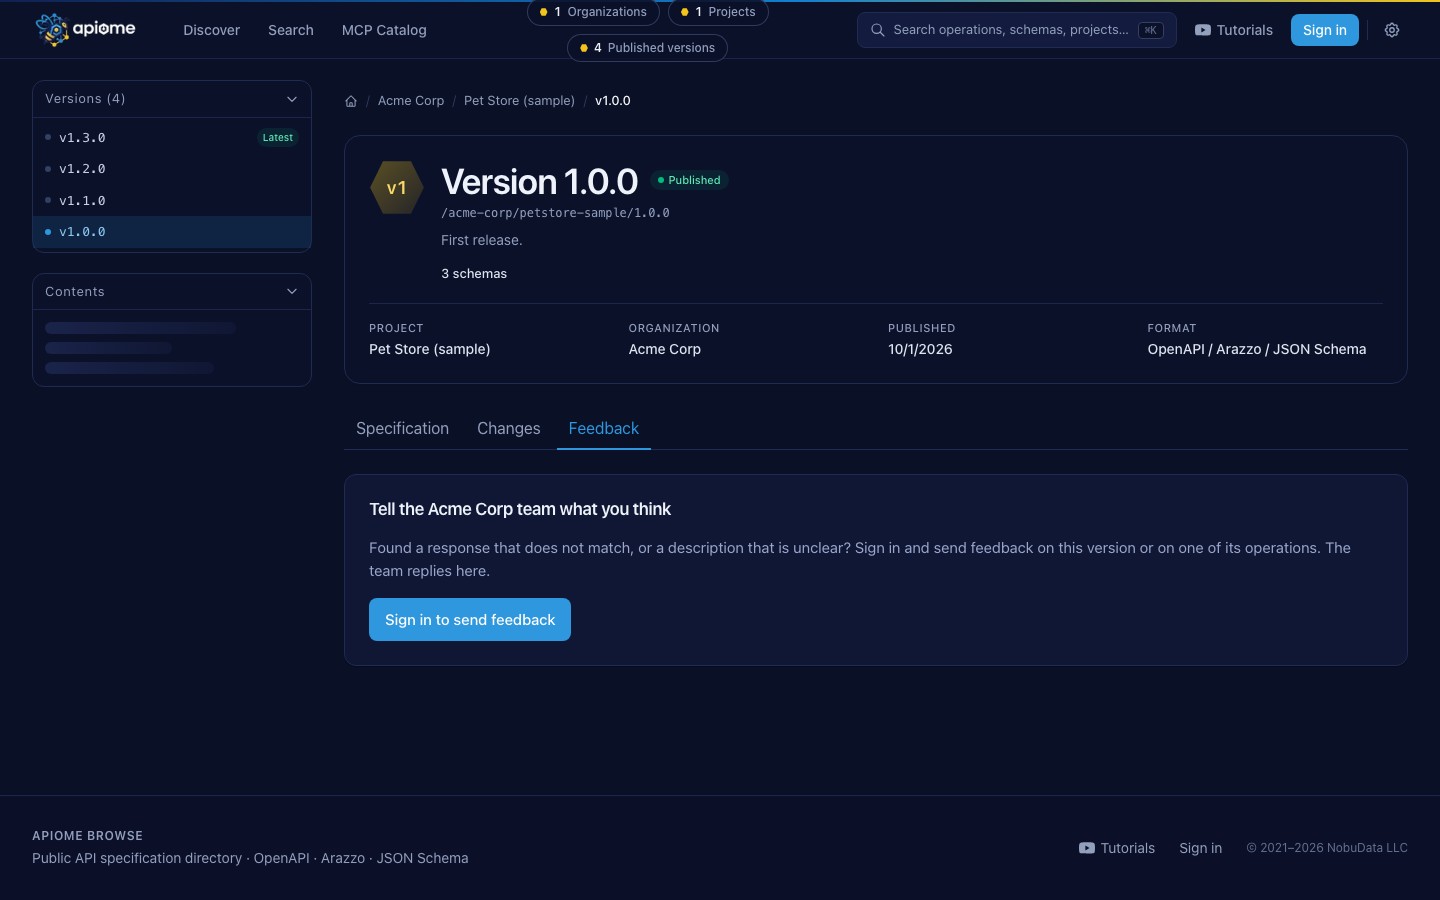 apiome
Discover
Search
MCP Catalog
1 Organizations
1 Projects
4 Published versions
Search operations, schemas, projects...
⌘K
Tutorials
Sign in
Versions (4)
v1.3.0
Latest
v1.2.0
v1.1.0
v1.0.0
Contents
/ Acme Corp / Pet Store (sample) / v1.0.0
v1
Version 1.0.0
Published
/acme-corp/petstore-sample/1.0.0
First release.
3 schemas
PROJECT
Pet Store (sample)
ORGANIZATION
Acme Corp
PUBLISHED
10/1/2026
FORMAT
OpenAPI / Arazzo / JSON Schema
Specification
Changes
Feedback
Tell the Acme Corp team what you think
Found a response that does not match, or a description that is unclear? Sign in and send feedback on this version or on one of its operations. The
team replies here.
Sign in to send feedback
APIOME BROWSE
Public API specification directory · OpenAPI · Arazzo · JSON Schema
Tutorials
Sign in
© 2021–2026 NobuData LLC